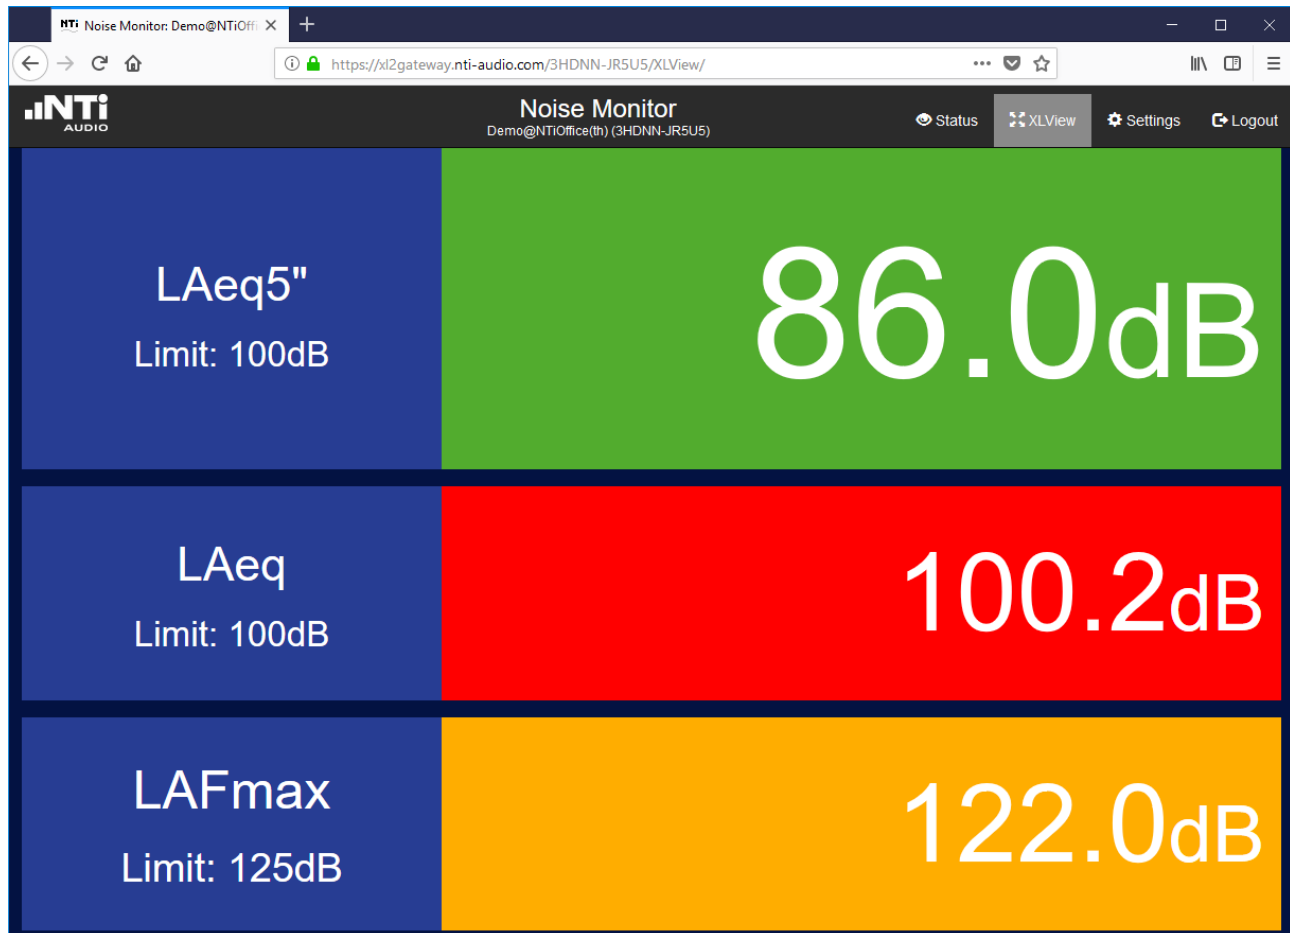 NTi Noise Monitor: Demo@NTiOffi
https://xl2gateway.nti-audio.com/3HDNN-JR5U5/XLView/
NTi
AUDIO
Noise Monitor
Demo@NTiOffice(th) (3HDNN-JR5U5)
Status
XLView
Settings
Logout
LAeq5"
Limit: 100dB
86.0dB
LAeq
Limit: 100dB
100.2dB
LAFmax
Limit: 125dB
122.0dB